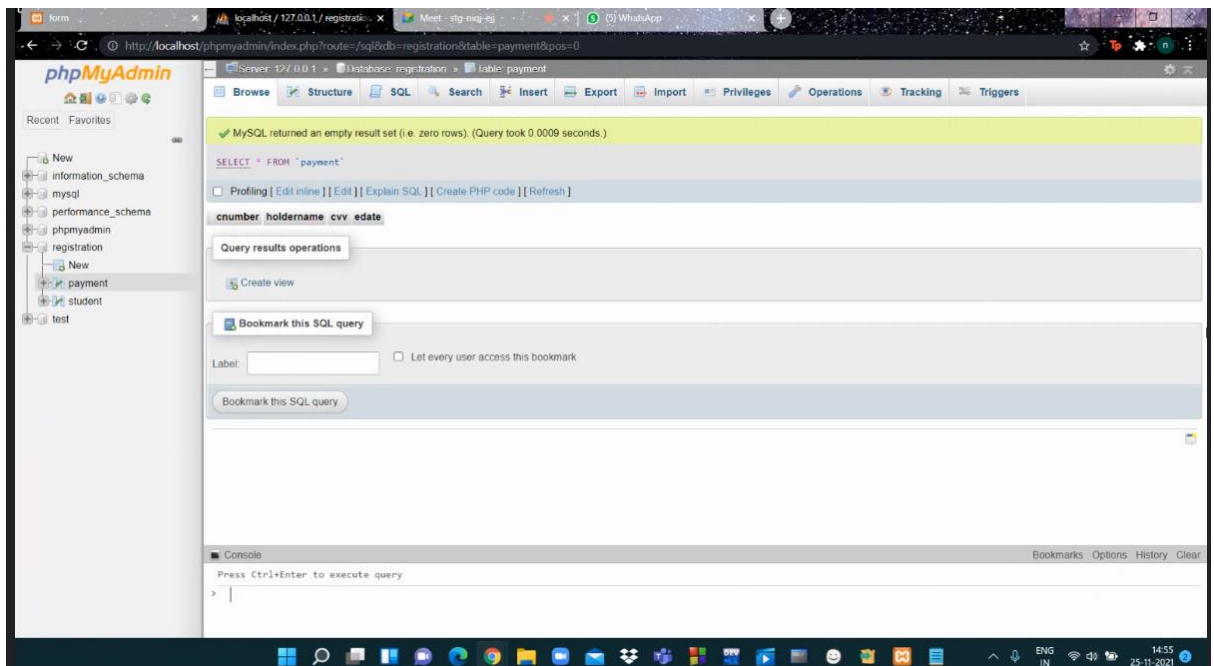 form
localhost / 127.0.0.1 / registratic
Meet - stg-niqj-ejj
(5) WhatsApp
http://localhost/phpmyadmin/index.php?route=/sql&db=registration&table=payment&pos=0
Tp
n
phpMyAdmin
Recent Favorites
New
information_schema
mysql
performance_schema
phpmyadmin
registration
New
payment
student
test
Server: 127.0.0.1 » Database: registration » Table: payment
Browse Structure SQL Search Insert Export Import Privileges Operations Tracking Triggers
MySQL returned an empty result set (i.e. zero rows). (Query took 0.0009 seconds.)
SELECT * FROM `payment`
Profiling [ Edit inline ] [ Edit ] [ Explain SQL ] [ Create PHP code ] [ Refresh ]
cnumber holdername cvv edate
Query results operations
Create view
Bookmark this SQL query
Label: Let every user access this bookmark
Bookmark this SQL query
Console
Bookmarks Options History Clear
Press Ctrl+Enter to execute query
>
ENG
IN
14:55
25-11-2021
2